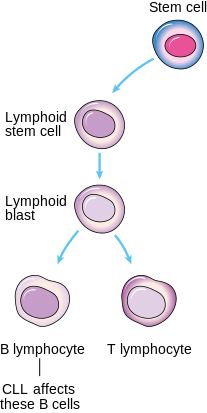 Stem cell
Lymphoid
stem cell
Lymphoid
blast
B lymphocyte
T lymphocyte
CLL affects
these B cells